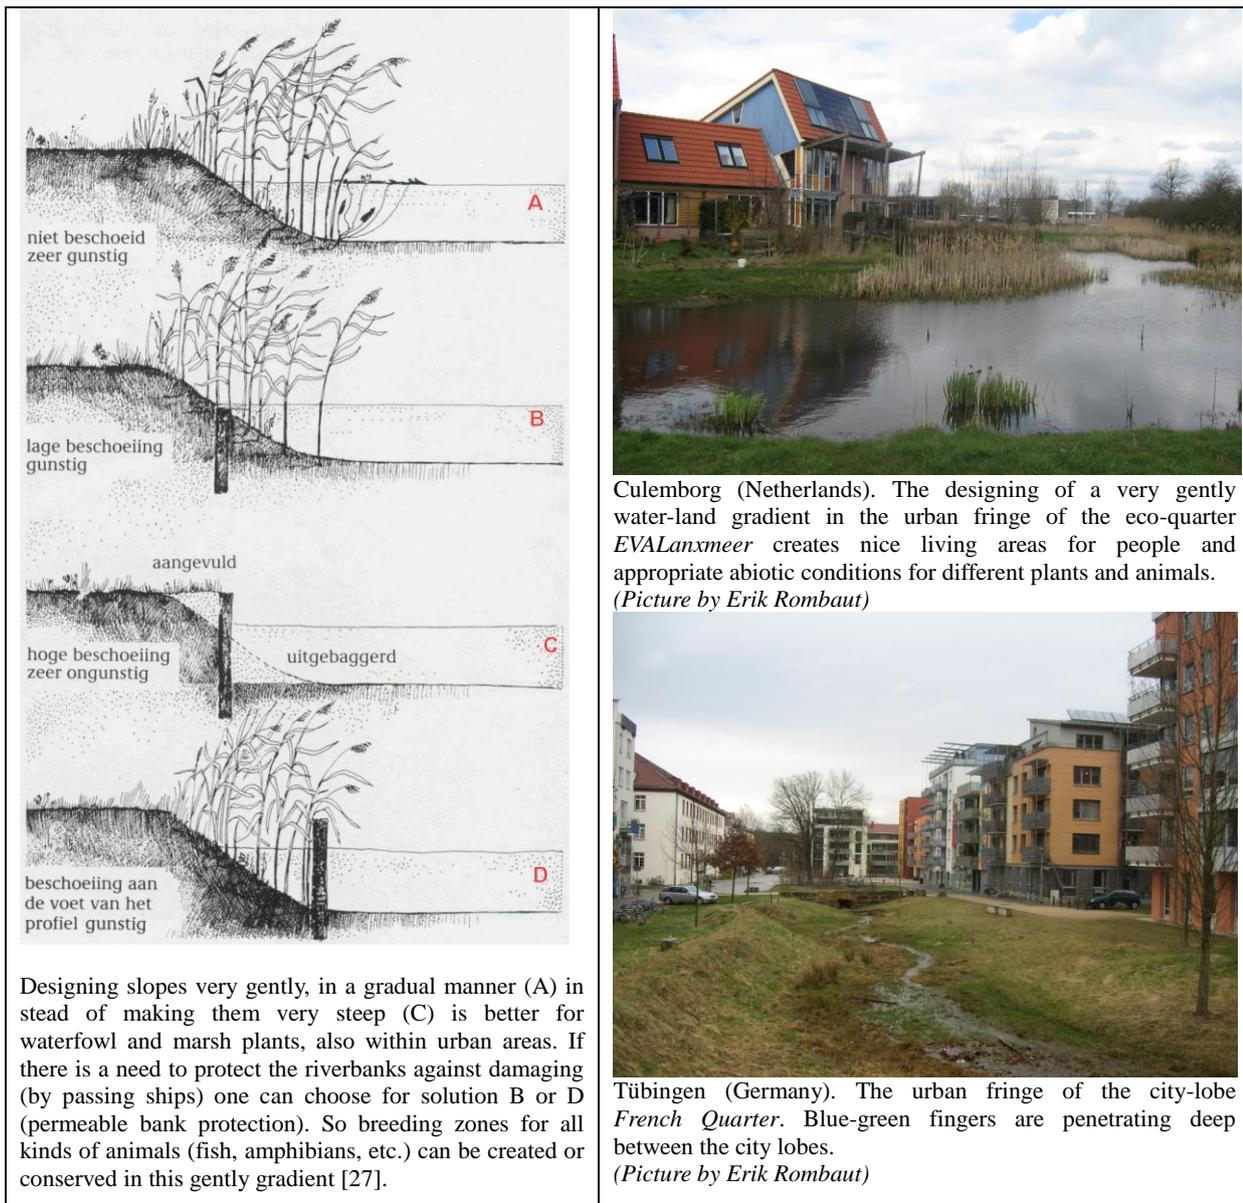 niet beschoeid
zeer gunstig
A
lage beschoeiing
gunstig
B
aangevuld
hoge beschoeiing
zeer ongunstig
uitgebaggerd
C
beschoeiing aan
de voet van het
profiel gunstig
D
Designing slopes very gently, in a gradual manner (A) in
stead of making them very steep (C) is better for
waterfowl and marsh plants, also within urban areas. If
there is a need to protect the riverbanks against damaging
(by passing ships) one can choose for solution B or D
(permeable bank protection). So breeding zones for all
kinds of animals (fish, amphibians, etc.) can be created or
conserved in this gently gradient [27].
Culemborg (Netherlands). The designing of a very gently
water-land gradient in the urban fringe of the eco-quarter
EVALanxmeer creates nice living areas for people and
appropriate abiotic conditions for different plants and animals.
(Picture by Erik Rombaut)
Tübingen (Germany). The urban fringe of the city-lobe
French Quarter. Blue-green fingers are penetrating deep
between the city lobes.
(Picture by Erik Rombaut)